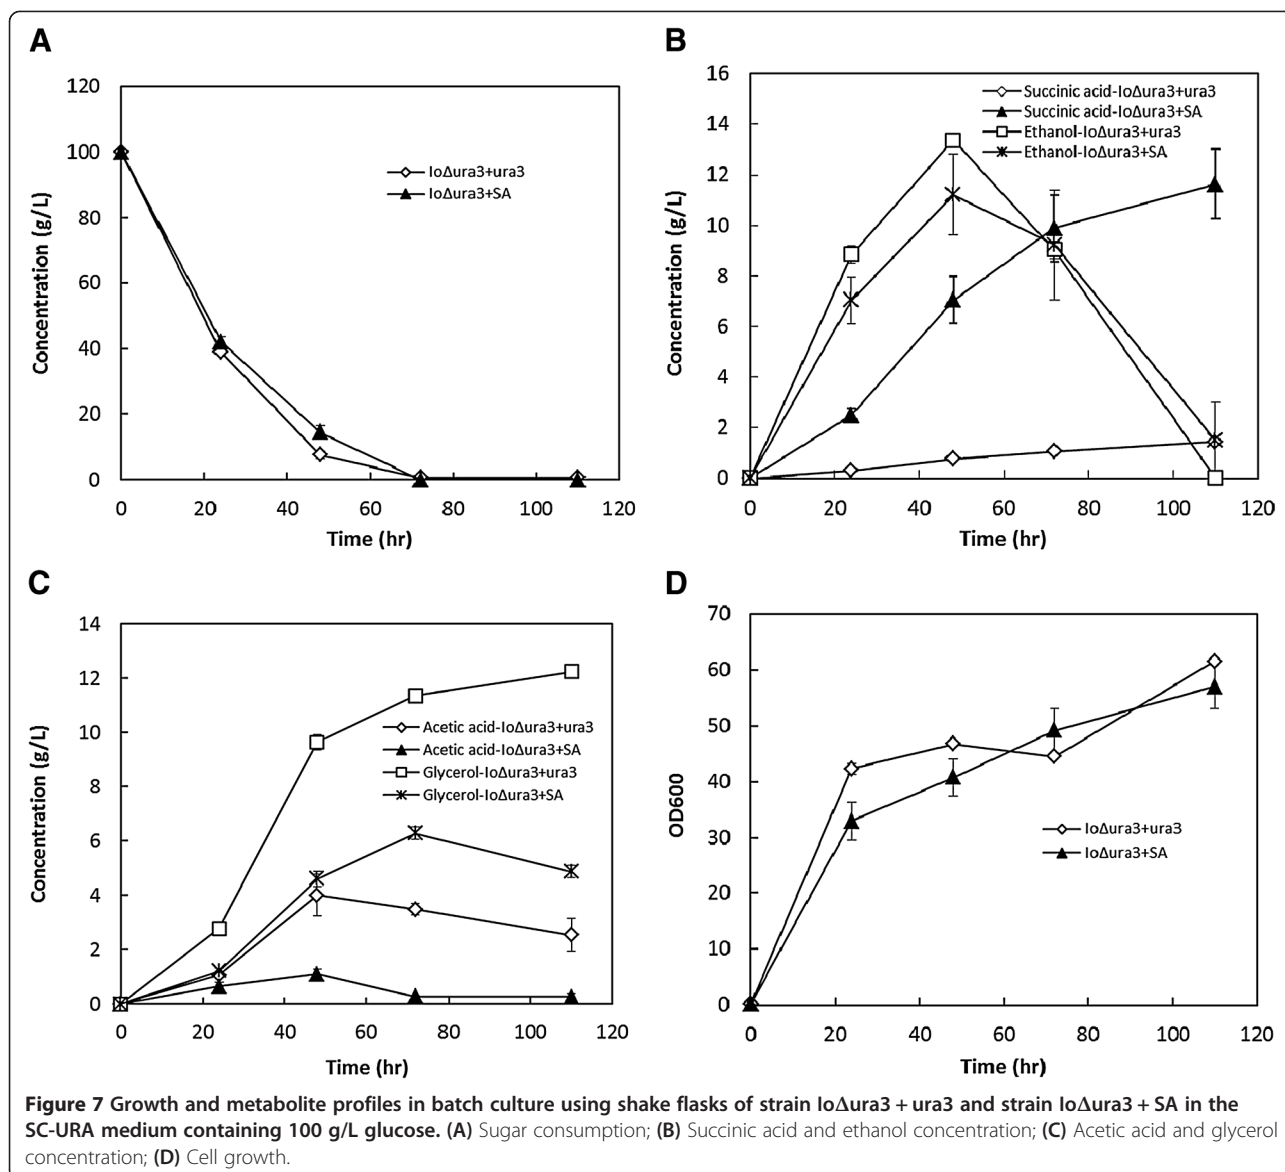 A
120
100
80
60
40
20
0
0 20 40 60 80 100 120
Concentration (g/L)
Time (hr)
IoΔura3+ura3
IoΔura3+SA
B
16
14
12
10
8
6
4
2
0
0 20 40 60 80 100 120
Concentration (g/L)
Time (hr)
Succinic acid-IoΔura3+ura3
Succinic acid-IoΔura3+SA
Ethanol-IoΔura3+ura3
Ethanol-IoΔura3+SA
C
14
12
10
8
6
4
2
0
0 20 40 60 80 100 120
Concentration (g/L)
Time (hr)
Acetic acid-IoΔura3+ura3
Acetic acid-IoΔura3+SA
Glycerol-IoΔura3+ura3
Glycerol-IoΔura3+SA
D
70
60
50
40
30
20
10
0
0 20 40 60 80 100 120
OD600
Time (hr)
IoΔura3+ura3
IoΔura3+SA
Figure 7 Growth and metabolite profiles in batch culture using shake flasks of strain IoΔura3 + ura3 and strain IoΔura3 + SA in the
SC-URA medium containing 100 g/L glucose. (A) Sugar consumption; (B) Succinic acid and ethanol concentration; (C) Acetic acid and glycerol
concentration; (D) Cell growth.